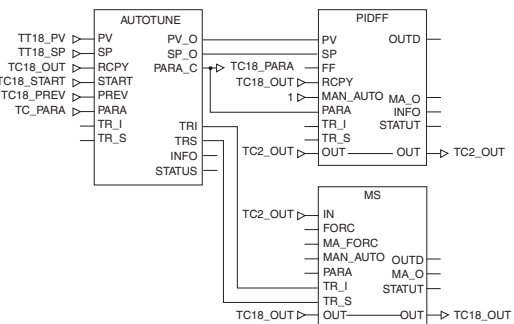 AUTOTUNE
TT18_PV PV PV_O
TT18_SP SP SP_O
TC18_OUT RCPY PARA_C
TC18_START START
TC18_PREV PREV
TC_PARA PARA
TR_I
TR_S
TRI
TRS
INFO
STATUS
TC18_PARA
PIDFF
PV OUTD
SP
FF
TC18_OUT RCPY
1 MAN_AUTO MA_O
PARA INFO
TR_I STATUT
TR_S
TC2_OUT OUT OUT TC2_OUT
MS
TC2_OUT IN
FORC
MA_FORC
MAN_AUTO OUTD
PARA MA_O
TR_I STATUT
TR_S
TC18_OUT OUT OUT TC18_OUT